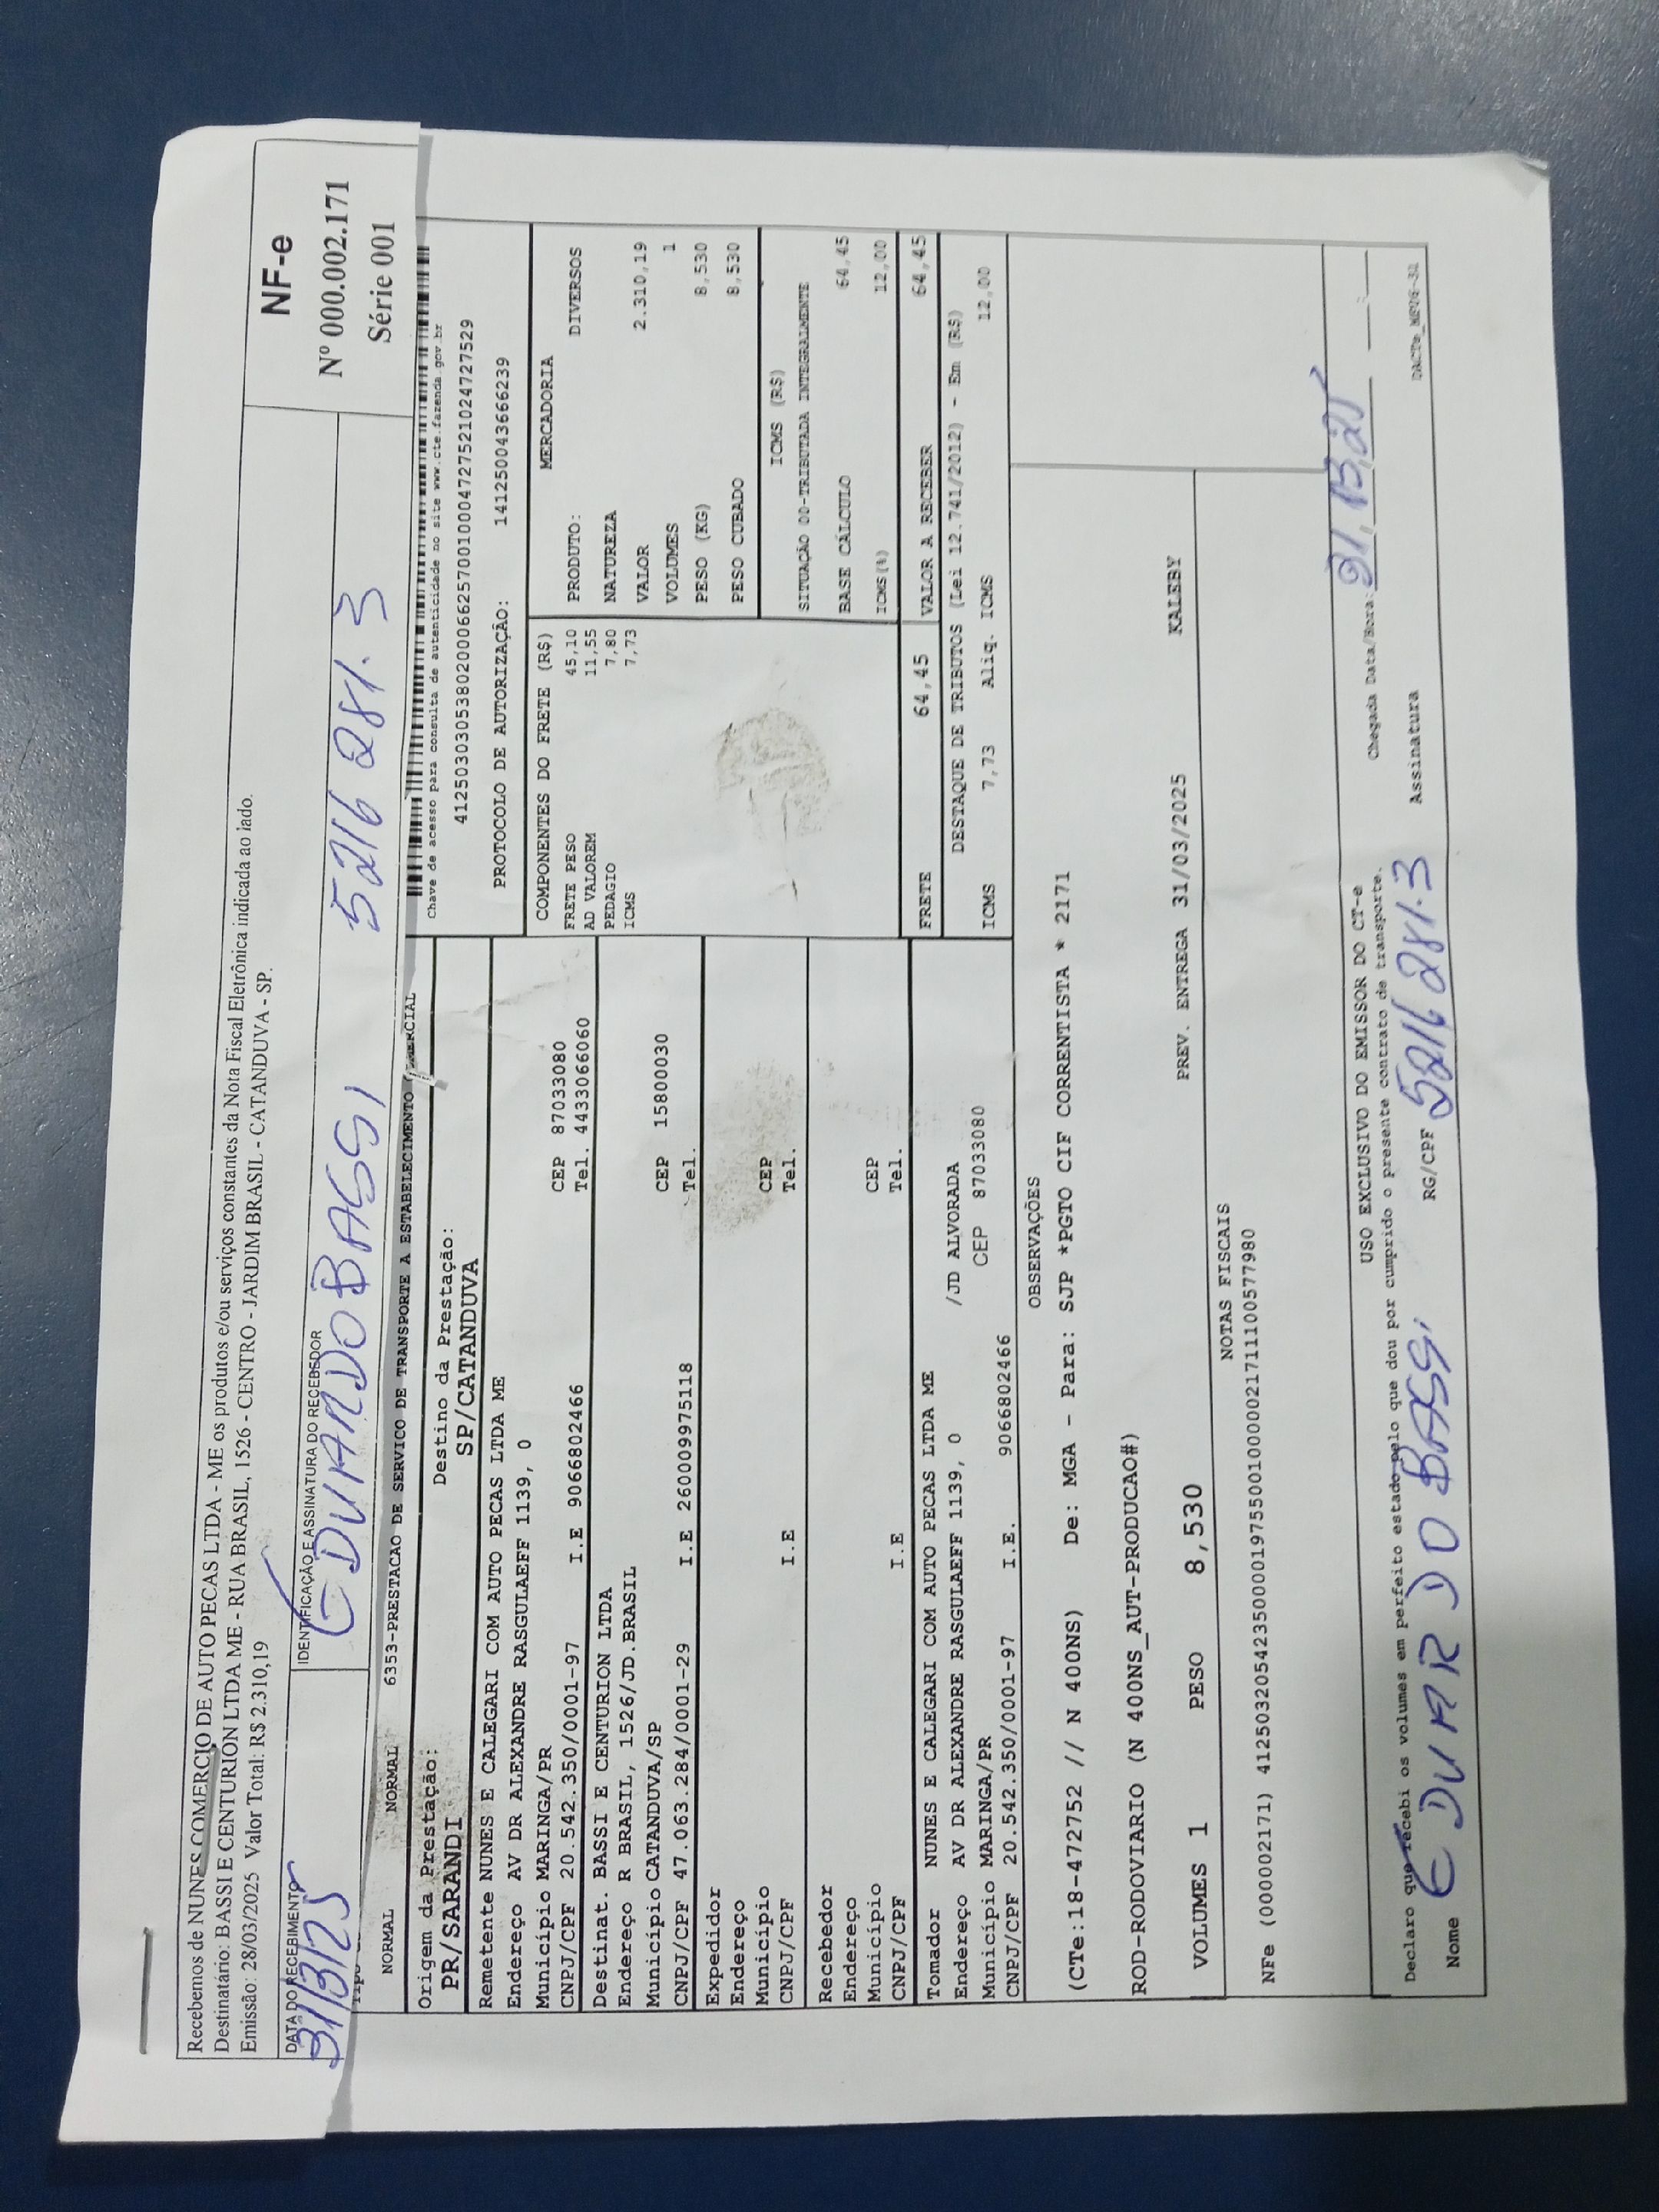 Recebemos de NUNES COMERCIO DE AUTO PECAS LTDA - ME os produtos e/ou serviços constantes da Nota Fiscal Eletrônica indicada ao lado.
Destinatário: BASSI E CENTURION LTDA ME - RUA BRASIL, 1526 - CENTRO - JARDIM BRASIL - CATANDUVA - SP.
Emissão: 28/03/2025 Valor Total: R$ 2.310,19
NF-e
Nº 000.002.171
Série 001
DATA DO RECEBIMENTO
31/3/25
IDENTIFICAÇÃO E ASSINATURA DO RECEBEDOR
EDUARDO BASSI 5216 281.3
NORMAL NORMAL 6353-PRESTACAO DE SERVICO DE TRANSPORTE A ESTABELECIMENTO
Chave de acesso para consulta de autenticidade no site www.cte.fazenda.gov.br
41250303053802000662570010004727521024727529
PROTOCOLO DE AUTORIZAÇÃO: 141250043666239
Origem da Prestação: Destino da Prestação:
PR/SARANDI SP/CATANDUVA
Remetente NUNES E CALEGARI COM AUTO PECAS LTDA ME
Endereço AV DR ALEXANDRE RASGULAEFF 1139, 0
Município MARINGA/PR CEP 87033080
CNPJ/CPF 20.542.350/0001-97 I.E 9066802466 Tel. 4433066060
Destinat. BASSI E CENTURION LTDA
Endereço R BRASIL, 1526/JD.BRASIL
Município CATANDUVA/SP CEP 15800030
CNPJ/CPF 47.063.284/0001-29 I.E 260009975118 Tel.
Expedidor
Endereço
Município CEP
CNPJ/CPF I.E Tel.
Recebedor
Endereço
Município CEP
CNPJ/CPF I.E Tel.
Tomador NUNES E CALEGARI COM AUTO PECAS LTDA ME
Endereço AV DR ALEXANDRE RASGULAEFF 1139, 0 /JD ALVORADA
Município MARINGA/PR CEP 87033080
CNPJ/CPF 20.542.350/0001-97 I.E. 9066802466
COMPONENTES DO FRETE (R$)
FRETE PESO 45,10
AD VALOREM 11,55
PEDAGIO 7,80
ICMS 7,73
MERCADORIA
PRODUTO: DIVERSOS
NATUREZA
VALOR 2.310,19
VOLUMES 1
PESO (KG) 8,530
PESO CUBADO 8,530
ICMS (R$)
SITUAÇÃO 00-TRIBUTADA INTEGRALMENTE
BASE CÁLCULO 64,45
ICMS(%) 12,00
FRETE 64,45 VALOR A RECEBER 64,45
DESTAQUE DE TRIBUTOS (Lei 12.741/2012) - Em (R$)
ICMS 7,73 Aliq. ICMS 12,00
OBSERVAÇÕES
(CTe:18-472752 // N 400NS) De: MGA - Para: SJP *PGTO CIF CORRENTISTA * 2171
ROD-RODOVIARIO (N 400NS_AUT-PRODUCAO#)
VOLUMES 1 PESO 8,530 PREV. ENTREGA 31/03/2025 KALEBY
NOTAS FISCAIS
NFe (000002171) 41250320542350000197550010000021711100577980
USO EXCLUSIVO DO EMISSOR DO CT-e
Declaro que recebi os volumes em perfeito estado pelo que dou por cumprido o presente contrato de transporte.
Chegada Data/Hora:
Nome EDUARDO BASSI RG/CPF 5216 281.3 Assinatura